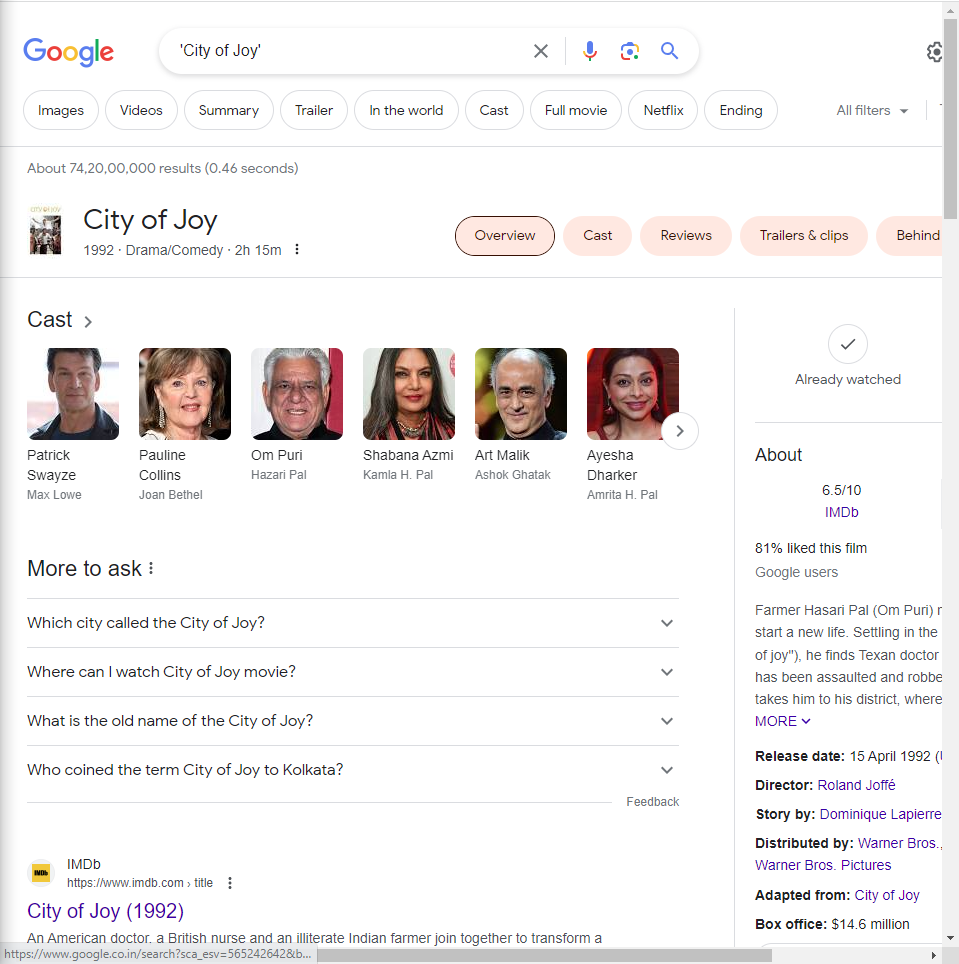 Google
'City of Joy'
Images
Videos
Summary
Trailer
In the world
Cast
Full movie
Netflix
Ending
All filters
About 74,20,00,000 results (0.46 seconds)
CITY OF JOY
City of Joy
1992 · Drama/Comedy · 2h 15m
Overview
Cast
Reviews
Trailers & clips
Behind
Cast
Patrick
Swayze
Max Lowe
Pauline
Collins
Joan Bethel
Om Puri
Hazari Pal
Shabana Azmi
Kamla H. Pal
Art Malik
Ashok Ghatak
Ayesha
Dharker
Amrita H. Pal
More to ask
Which city called the City of Joy?
Where can I watch City of Joy movie?
What is the old name of the City of Joy?
Who coined the term City of Joy to Kolkata?
Feedback
IMDb
IMDb
https://www.imdb.com › title
City of Joy (1992)
An American doctor, a British nurse and an illiterate Indian farmer join together to transform a
Already watched
About
6.5/10
IMDb
81% liked this film
Google users
Farmer Hasari Pal (Om Puri)
start a new life. Settling in the
of joy"), he finds Texan doctor
has been assaulted and robbe
takes him to his district, where
MORE
Release date: 15 April 1992 (
Director: Roland Joffé
Story by: Dominique Lapierre
Distributed by: Warner Bros.,
Warner Bros. Pictures
Adapted from: City of Joy
Box office: $14.6 million
https://www.google.co.in/search?sca_esv=565242642&b...